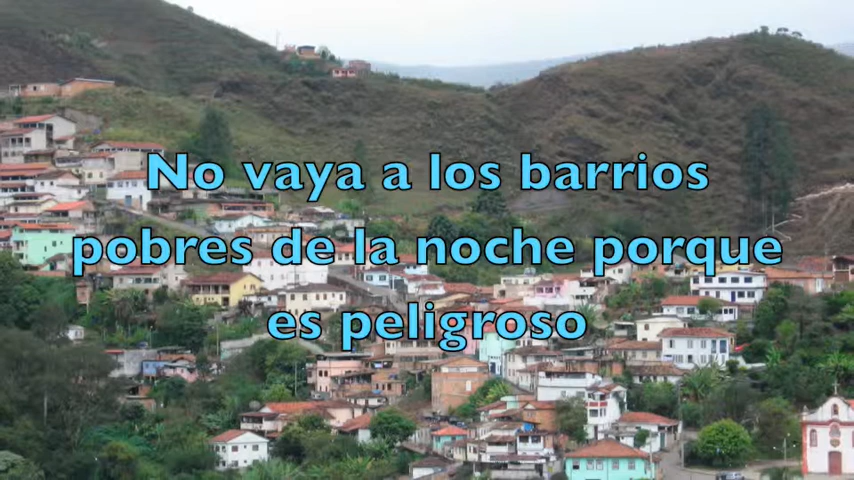 No vaya a los barrios
pobres de la noche porque
es peligroso